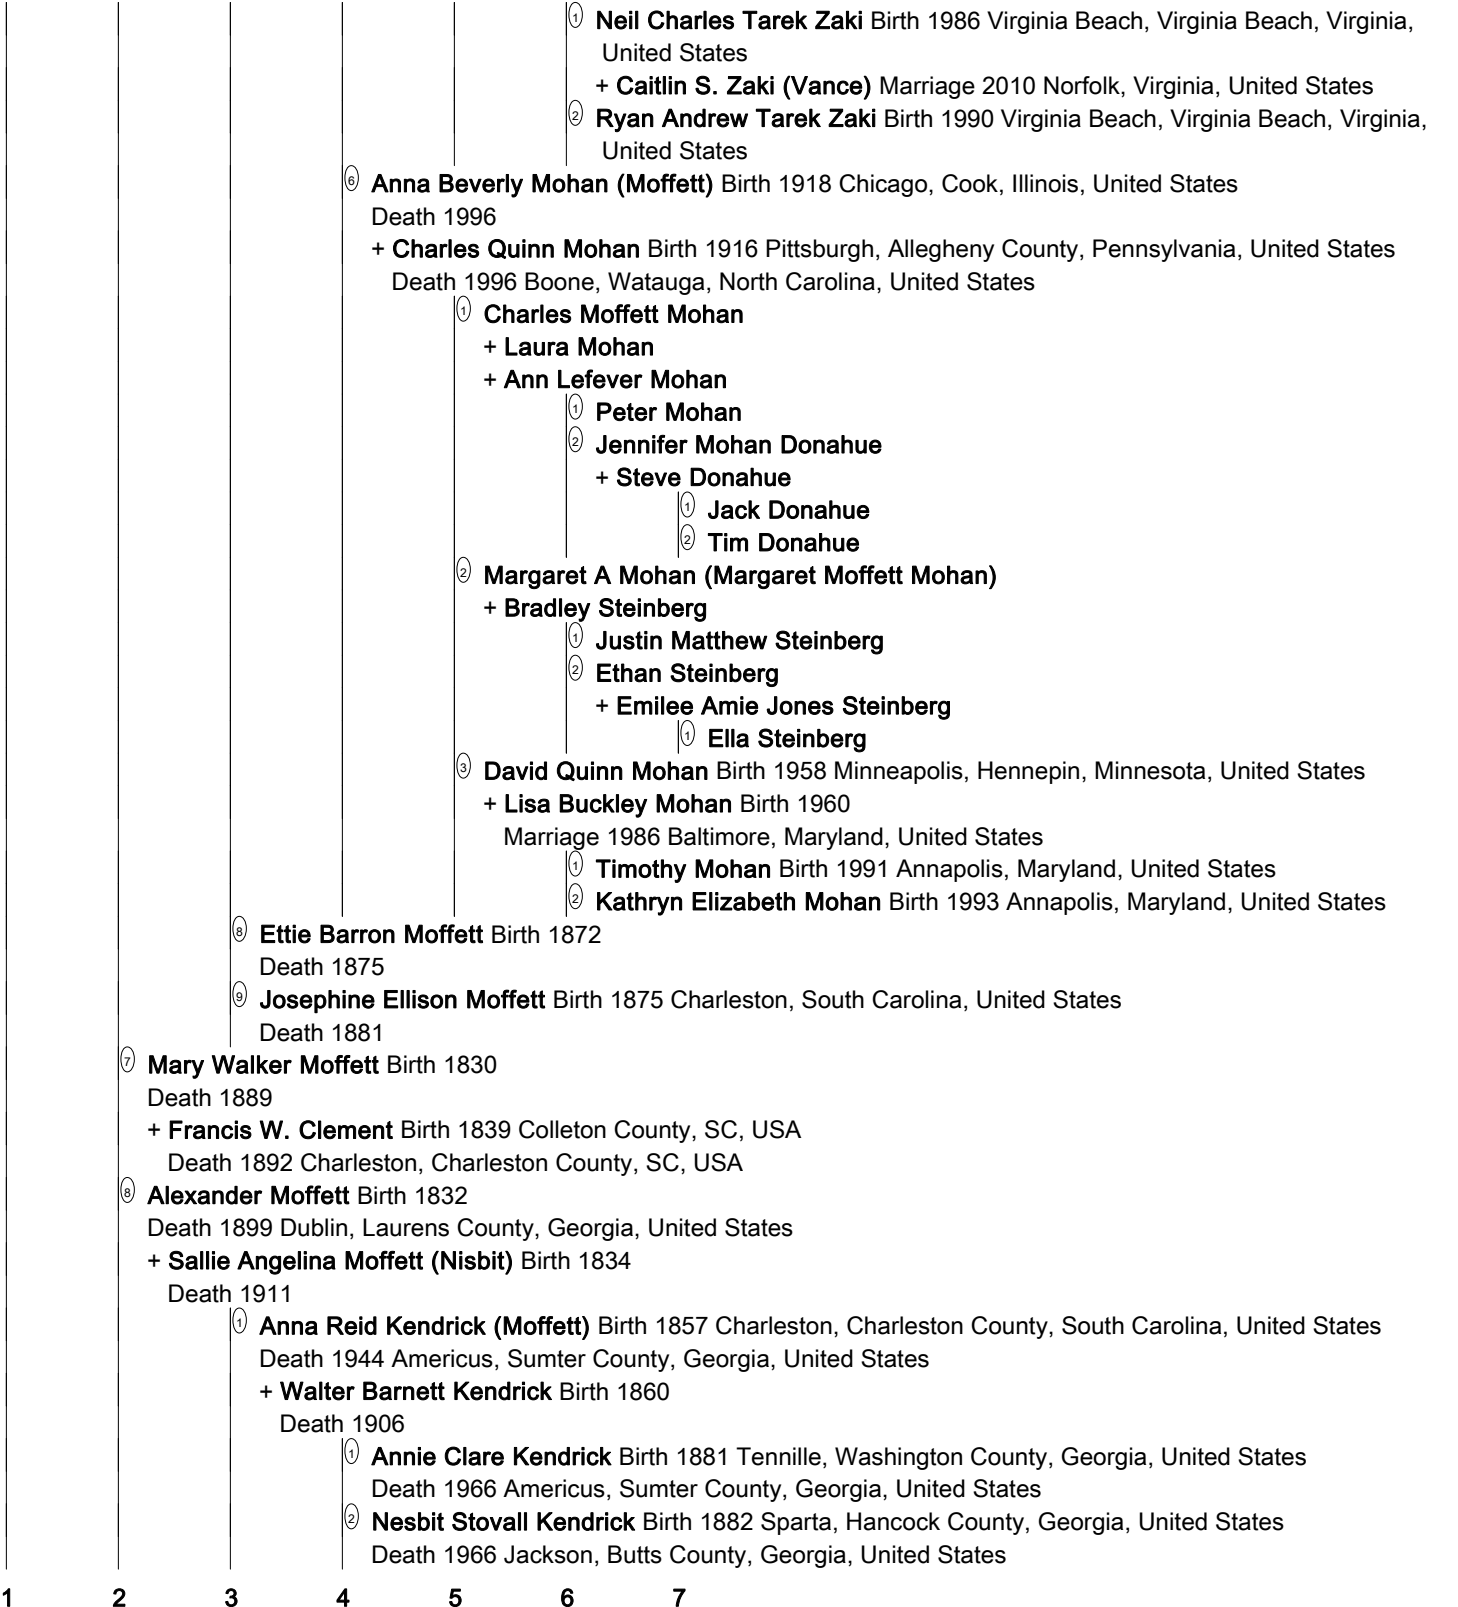 1 Neil Charles Tarek Zaki Birth 1986 Virginia Beach, Virginia Beach, Virginia,
United States
+ Caitlin S. Zaki (Vance) Marriage 2010 Norfolk, Virginia, United States
2 Ryan Andrew Tarek Zaki Birth 1990 Virginia Beach, Virginia Beach, Virginia,
United States
6 Anna Beverly Mohan (Moffett) Birth 1918 Chicago, Cook, Illinois, United States
Death 1996
+ Charles Quinn Mohan Birth 1916 Pittsburgh, Allegheny County, Pennsylvania, United States
Death 1996 Boone, Watauga, North Carolina, United States
1 Charles Moffett Mohan
+ Laura Mohan
+ Ann Lefever Mohan
1 Peter Mohan
2 Jennifer Mohan Donahue
+ Steve Donahue
1 Jack Donahue
2 Tim Donahue
2 Margaret A Mohan (Margaret Moffett Mohan)
+ Bradley Steinberg
1 Justin Matthew Steinberg
2 Ethan Steinberg
+ Emilee Amie Jones Steinberg
1 Ella Steinberg
3 David Quinn Mohan Birth 1958 Minneapolis, Hennepin, Minnesota, United States
+ Lisa Buckley Mohan Birth 1960
Marriage 1986 Baltimore, Maryland, United States
1 Timothy Mohan Birth 1991 Annapolis, Maryland, United States
2 Kathryn Elizabeth Mohan Birth 1993 Annapolis, Maryland, United States
8 Ettie Barron Moffett Birth 1872
Death 1875
9 Josephine Ellison Moffett Birth 1875 Charleston, South Carolina, United States
Death 1881
7 Mary Walker Moffett Birth 1830
Death 1889
+ Francis W. Clement Birth 1839 Colleton County, SC, USA
Death 1892 Charleston, Charleston County, SC, USA
8 Alexander Moffett Birth 1832
Death 1899 Dublin, Laurens County, Georgia, United States
+ Sallie Angelina Moffett (Nisbit) Birth 1834
Death 1911
1 Anna Reid Kendrick (Moffett) Birth 1857 Charleston, Charleston County, South Carolina, United States
Death 1944 Americus, Sumter County, Georgia, United States
+ Walter Barnett Kendrick Birth 1860
Death 1906
1 Annie Clare Kendrick Birth 1881 Tennille, Washington County, Georgia, United States
Death 1966 Americus, Sumter County, Georgia, United States
2 Nesbit Stovall Kendrick Birth 1882 Sparta, Hancock County, Georgia, United States
Death 1966 Jackson, Butts County, Georgia, United States
1 2 3 4 5 6 7